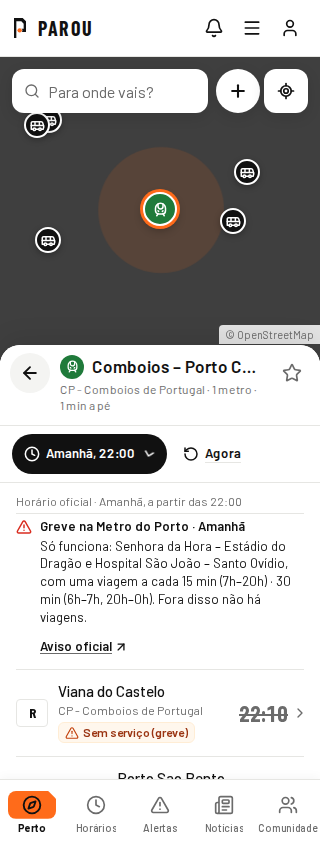 PAROU
Para onde vais?
© OpenStreetMap
Comboios – Porto C...
CP - Comboios de Portugal · 1 metro ·
1 min a pé
Amanhã, 22:00
Agora
Horário oficial · Amanhã, a partir das 22:00
Greve na Metro do Porto · Amanhã
Só funciona: Senhora da Hora – Estádio do
Dragão e Hospital São João – Santo Ovídio,
com uma viagem a cada 15 min (7h–20h) · 30
min (6h–7h, 20h–0h). Fora disso não há
viagens.
Aviso oficial
R
Viana do Castelo
CP - Comboios de Portugal
22:10
Sem serviço (greve)
Perto
Horários
Alertas
Notícias
Comunidade